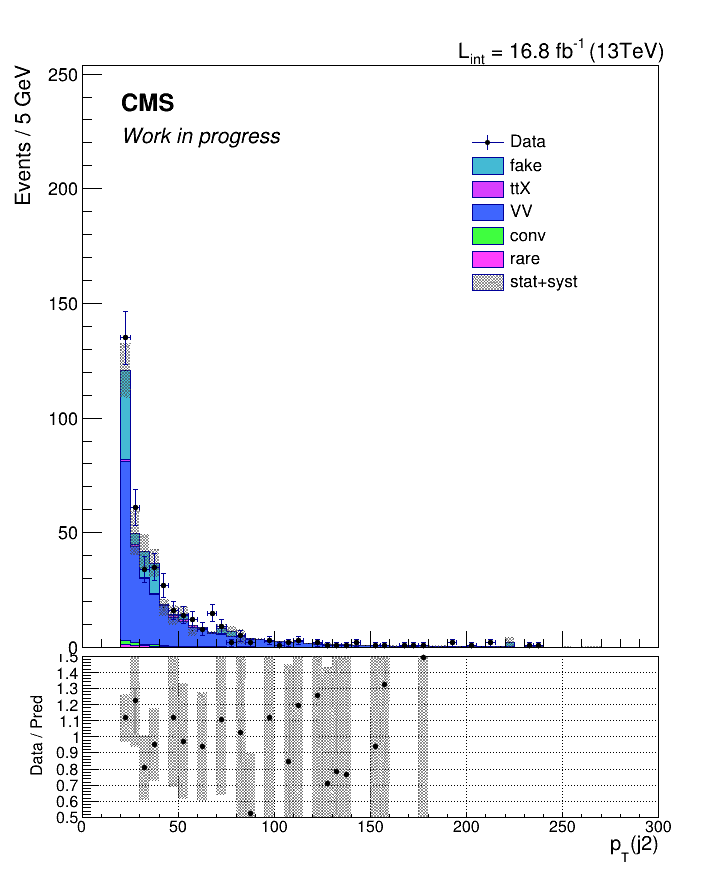 L_int = 16.8 fb^-1 (13TeV)
Events / 5 GeV
250
200
150
100
50
0
CMS
Work in progress
Data
fake
ttX
VV
conv
rare
stat+syst
Data / Pred
1.5
1.4
1.3
1.2
1.1
1
0.9
0.8
0.7
0.6
0.5
0 50 100 150 200 250 300
p_T(j2)